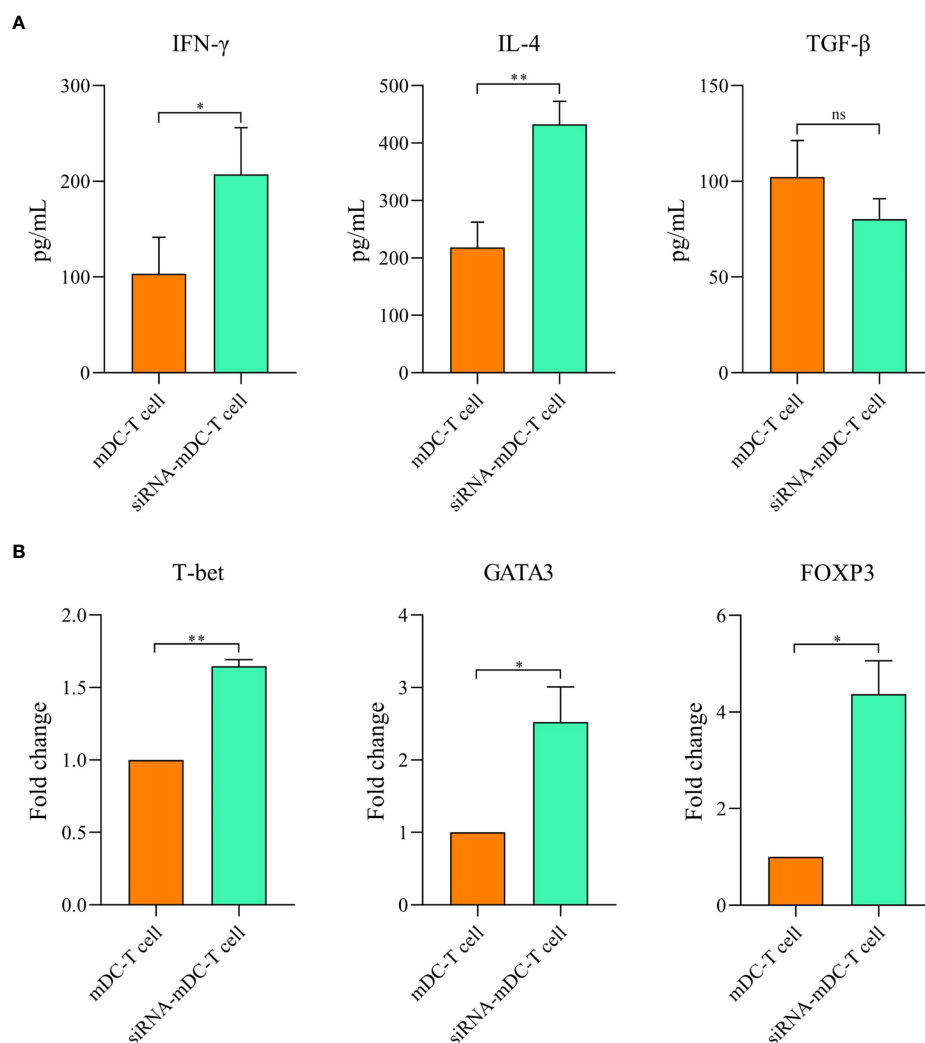 A
IFN-γ
IL-4
TGF-β
300
200
100
0
pg/mL
*
mDC-T cell
siRNA-mDC-T cell
500
400
300
200
100
0
pg/mL
**
mDC-T cell
siRNA-mDC-T cell
150
100
50
0
pg/mL
ns
mDC-T cell
siRNA-mDC-T cell
B
T-bet
GATA3
FOXP3
2.0
1.5
1.0
0.5
0.0
Fold change
**
mDC-T cell
siRNA-mDC-T cell
4
3
2
1
0
Fold change
*
mDC-T cell
siRNA-mDC-T cell
6
4
2
0
Fold change
*
mDC-T cell
siRNA-mDC-T cell